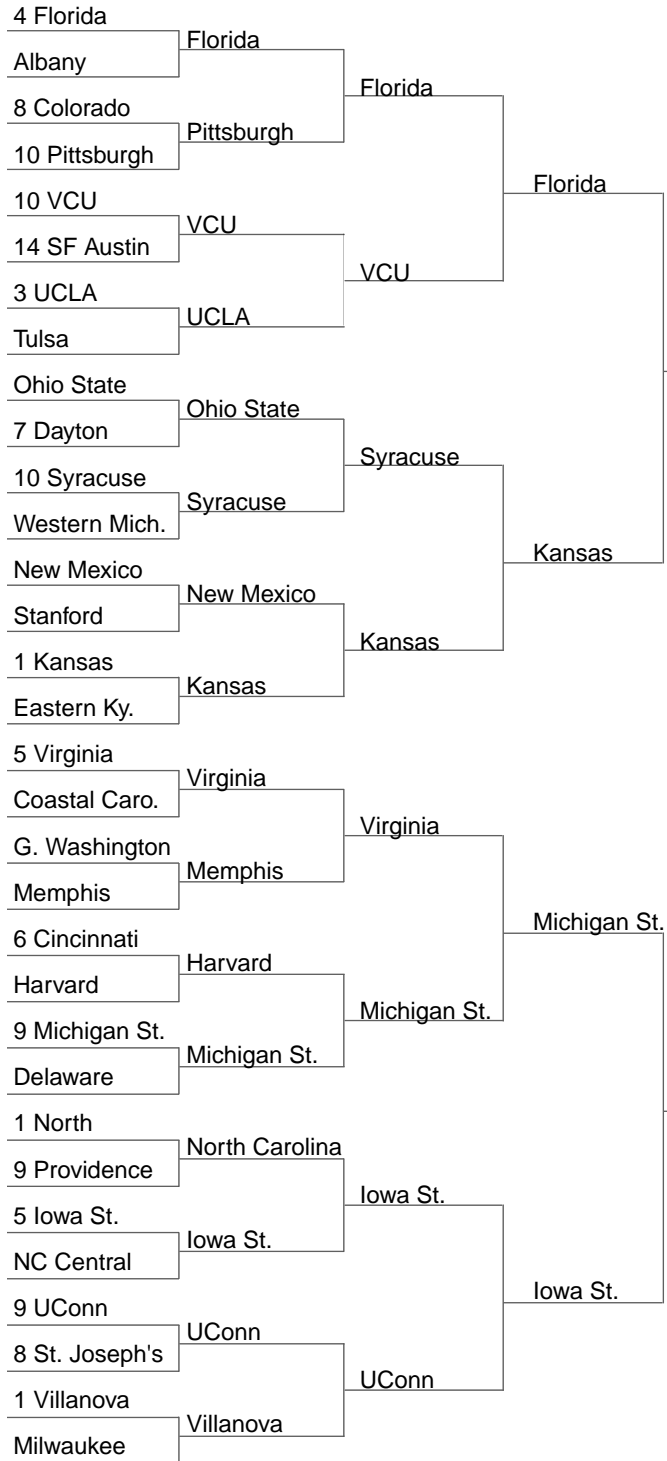 4 Florida
Florida
Albany
Florida
8 Colorado
Pittsburgh
10 Pittsburgh
Florida
10 VCU
VCU
14 SF Austin
VCU
3 UCLA
UCLA
Tulsa
Ohio State
Ohio State
7 Dayton
Syracuse
10 Syracuse
Syracuse
Western Mich.
Kansas
New Mexico
New Mexico
Stanford
Kansas
1 Kansas
Kansas
Eastern Ky.
5 Virginia
Virginia
Coastal Caro.
Virginia
G. Washington
Memphis
Memphis
Michigan St.
6 Cincinnati
Harvard
Harvard
Michigan St.
9 Michigan St.
Michigan St.
Delaware
1 North
North Carolina
9 Providence
Iowa St.
5 Iowa St.
Iowa St.
NC Central
Iowa St.
9 UConn
UConn
8 St. Joseph's
UConn
1 Villanova
Villanova
Milwaukee